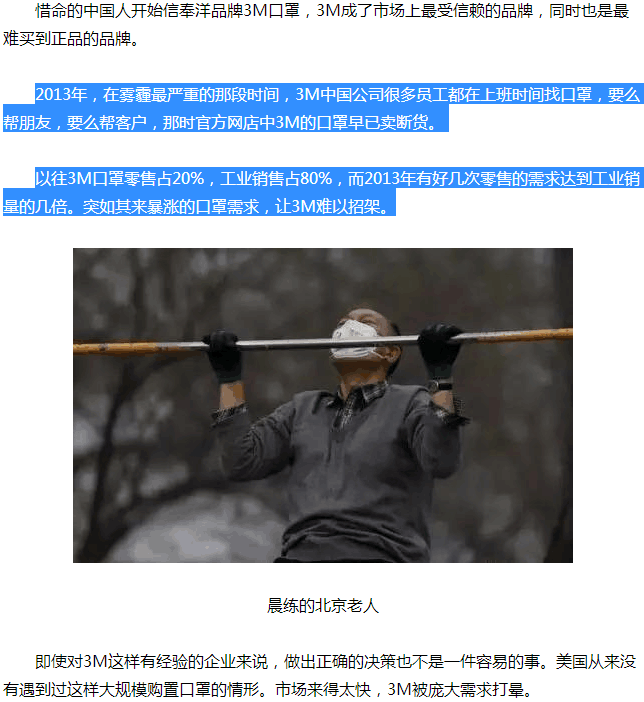 惜命的中国人开始信奉洋品牌3M口罩，3M成了市场上最受信赖的品牌，同时也是最
难买到正品的品牌。
2013年，在雾霾最严重的那段时间，3M中国公司很多员工都在上班时间找口罩，要么
帮朋友，要么帮客户，那时官方网店中3M的口罩早已卖断货。
以往3M口罩零售占20%，工业销售占80%，而2013年有好几次零售的需求达到工业销
量的几倍。突如其来暴涨的口罩需求，让3M难以招架。
晨练的北京老人
即使对3M这样有经验的企业来说，做出正确的决策也不是一件容易的事。美国从来没
有遇到过这样大规模购置口罩的情形。市场来得太快，3M被庞大需求打晕。